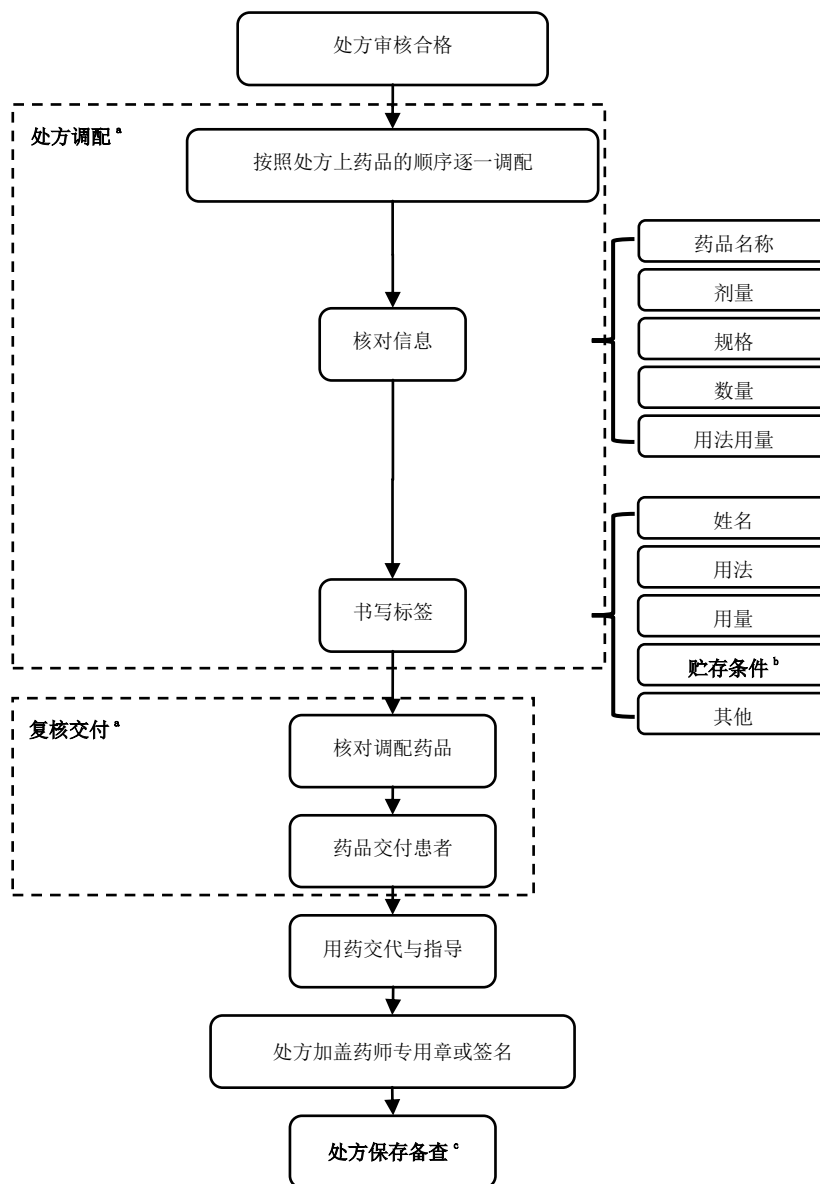 处方审核合格
处方调配ᵃ
按照处方上药品的顺序逐一调配
药品名称
剂量
核对信息
规格
数量
用法用量
姓名
用法
书写标签
用量
贮存条件ᵇ
其他
复核交付ᵃ
核对调配药品
药品交付患者
用药交代与指导
处方加盖药师专用章或签名
处方保存备查ᶜ